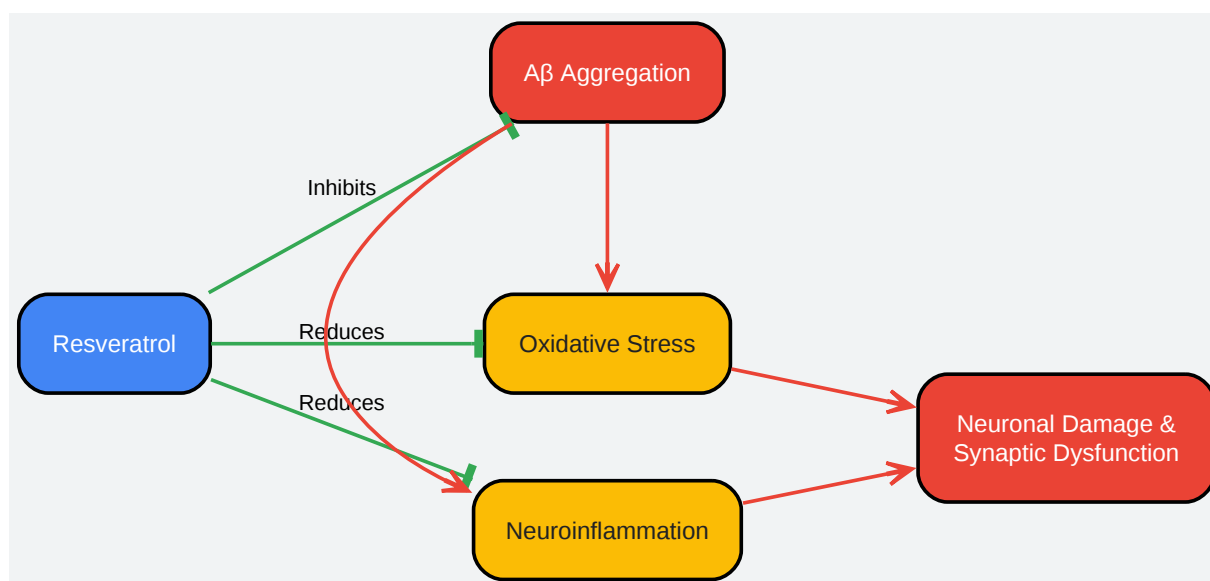 Aβ Aggregation
Inhibits
Resveratrol
Reduces
Oxidative Stress
Reduces
Neuronal Damage &
Synaptic Dysfunction
Neuroinflammation